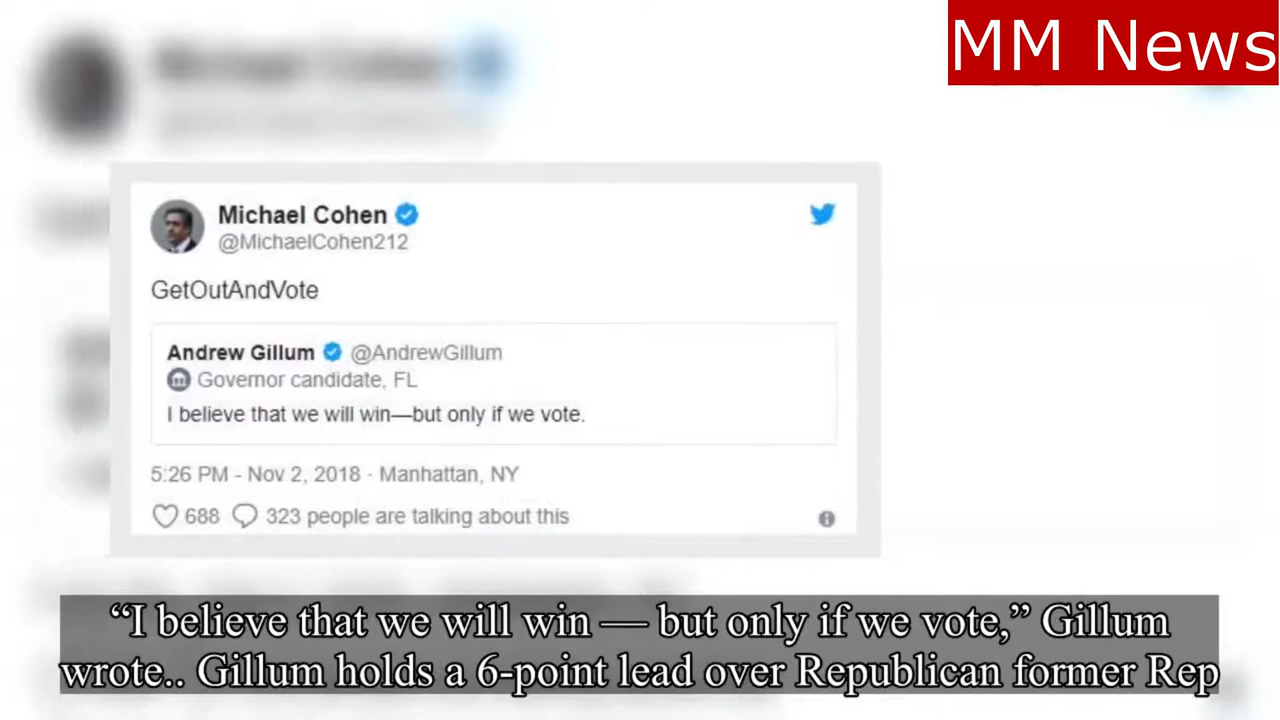 MM News
Michael Cohen
@MichaelCohen212
GetOutAndVote
Andrew Gillum @AndrewGillum
Governor candidate, FL
I believe that we will win—but only if we vote.
5:26 PM - Nov 2, 2018 · Manhattan, NY
688 323 people are talking about this
“I believe that we will win — but only if we vote,” Gillum
wrote.. Gillum holds a 6-point lead over Republican former Rep